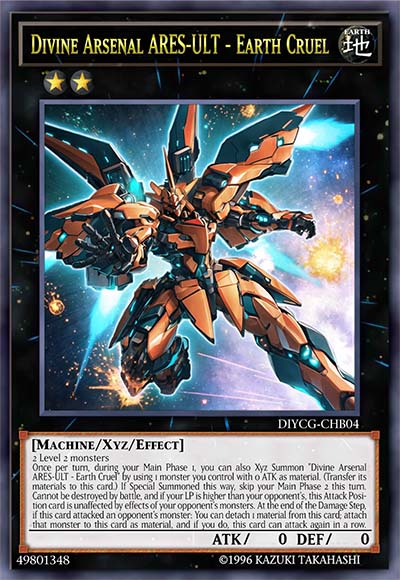 DIVINE ARSENAL ARES-ULT - EARTH CRUEL
EARTH
地
DIYCG-CHB04
[MACHINE/XYZ/EFFECT]
2 Level 2 monsters
Once per turn, during your Main Phase 1, you can also Xyz Summon "Divine Arsenal
ARES-ULT - Earth Cruel" by using 1 monster you control with 0 ATK as material. (Transfer its
materials to this card.) If Special Summoned this way, skip your Main Phase 2 this turn.
Cannot be destroyed by battle, and if your LP is higher than your opponent's, this Attack Posi-
tion card is unaffected by effects of your opponent's monsters. At the end of the Damage Step,
if this card attacked an opponent's monster: You can detach 1 material from this card; attach
that monster to this card as material, and if you do, this card can attack again in a row.
ATK/ 0 DEF/ 0
49801348
©1996 KAZUKI TAKAHASHI